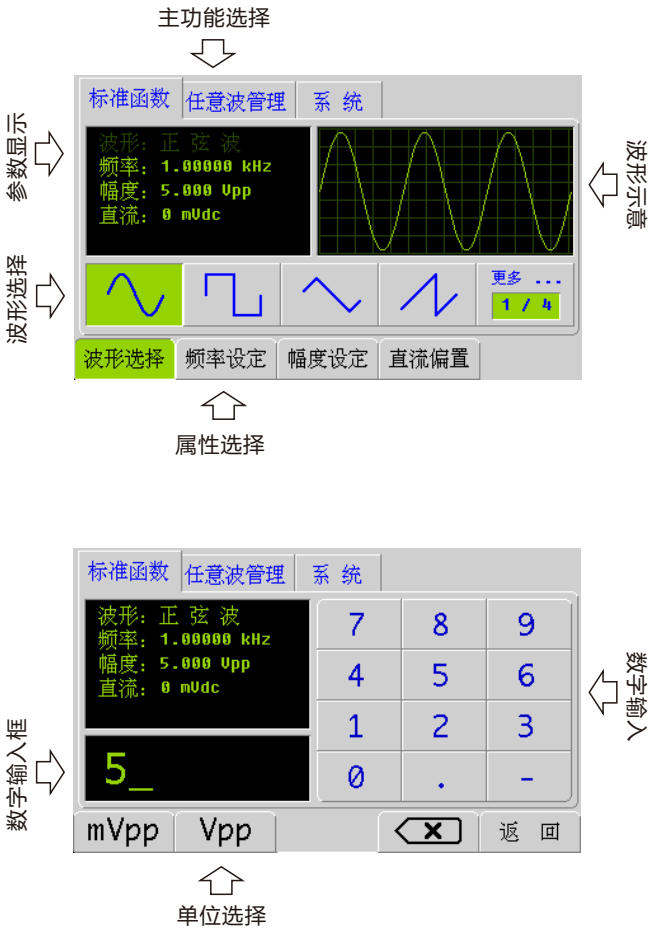 主功能选择
标准函数 任意波管理 系 统
参数显示
波形: 正 弦 波
频率: 1.00000 kHz
幅度: 5.000 Vpp
直流: 0 mVdc
波形示意
波形选择
更多 ...
1 / 4
波形选择 频率设定 幅度设定 直流偏置
属性选择
标准函数 任意波管理 系 统
波形: 正 弦 波
频率: 1.00000 kHz
幅度: 5.000 Vpp
直流: 0 mVdc
7 8 9
4 5 6
1 2 3
0 . -
数字输入
数字输入框
5_
mVpp Vpp X 返 回
单位选择